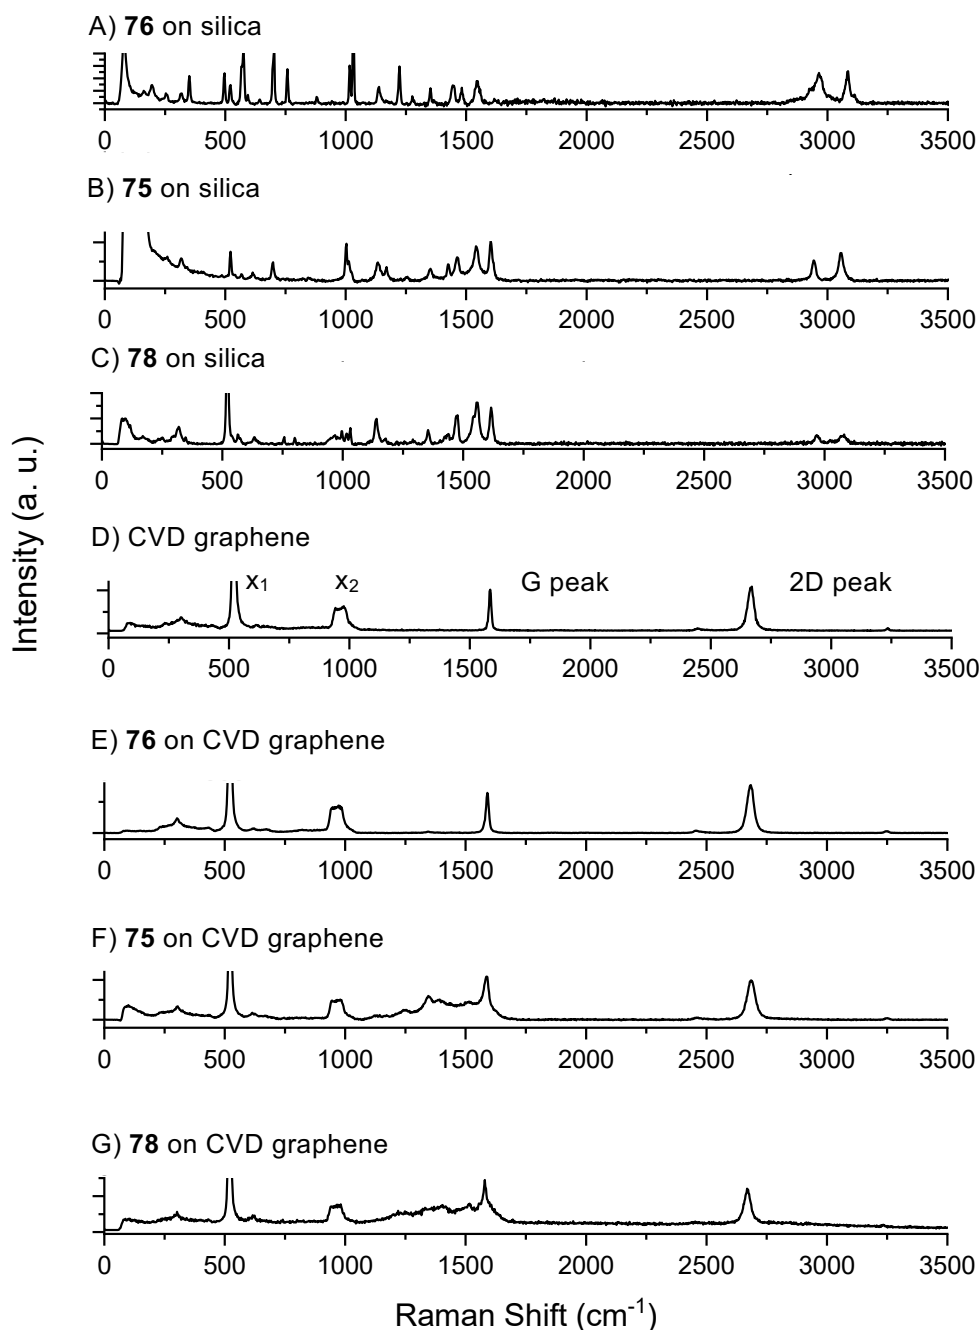 A) 76 on silica
0 500 1000 1500 2000 2500 3000 3500
B) 75 on silica
0 500 1000 1500 2000 2500 3000 3500
C) 78 on silica
0 500 1000 1500 2000 2500 3000 3500
D) CVD graphene
x₁ x₂ G peak 2D peak
0 500 1000 1500 2000 2500 3000 3500
E) 76 on CVD graphene
0 500 1000 1500 2000 2500 3000 3500
F) 75 on CVD graphene
0 500 1000 1500 2000 2500 3000 3500
G) 78 on CVD graphene
0 500 1000 1500 2000 2500 3000 3500
Intensity (a. u.)
Raman Shift (cm⁻¹)